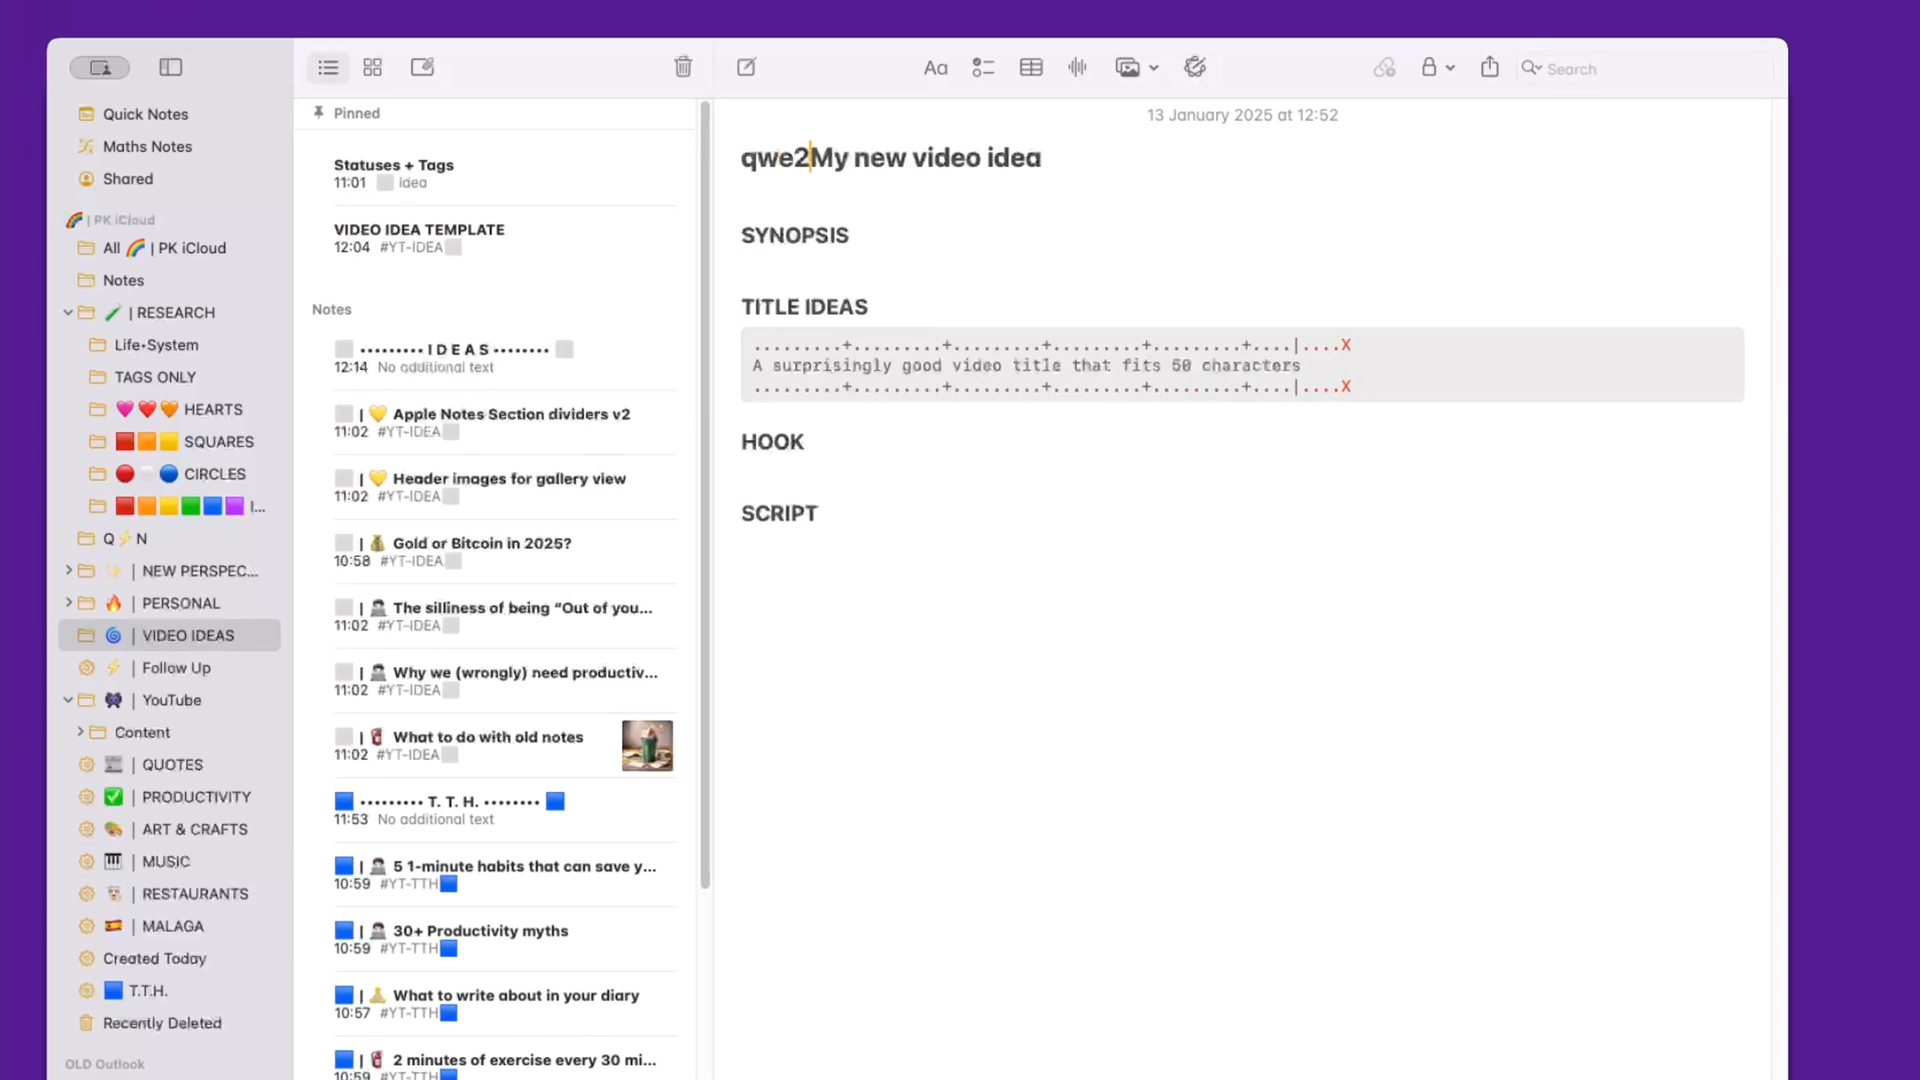 Search
Quick Notes
Maths Notes
Shared
| PK iCloud
All 🌈 | PK iCloud
Notes
| RESEARCH
Life•System
TAGS ONLY
HEARTS
SQUARES
CIRCLES
|...
Q⚡N
| NEW PERSPEC...
| PERSONAL
| VIDEO IDEAS
| Follow Up
| YouTube
Content
| QUOTES
| PRODUCTIVITY
| ART & CRAFTS
| MUSIC
| RESTAURANTS
| MALAGA
Created Today
T.T.H.
Recently Deleted
OLD Outlook
Pinned
Statuses + Tags
11:01 Idea
VIDEO IDEA TEMPLATE
12:04 #YT-IDEA
Notes
••••••••• I D E A S ••••••••
12:14 No additional text
| 💛 Apple Notes Section dividers v2
11:02 #YT-IDEA
| 💛 Header images for gallery view
11:02 #YT-IDEA
| 💰 Gold or Bitcoin in 2025?
10:58 #YT-IDEA
| The silliness of being “Out of you...
11:02 #YT-IDEA
| Why we (wrongly) need productiv...
11:02 #YT-IDEA
| What to do with old notes
11:02 #YT-IDEA
••••••••• T. T. H. ••••••••
11:53 No additional text
| 5 1-minute habits that can save y...
10:59 #YT-TTH
| 30+ Productivity myths
10:59 #YT-TTH
| What to write about in your diary
10:57 #YT-TTH
| 2 minutes of exercise every 30 mi...
10:59 #YT-TTH
13 January 2025 at 12:52
qwe2My new video idea
SYNOPSIS
TITLE IDEAS
.........+.........+.........+.........+.........+....|....X
A surprisingly good video title that fits 50 characters
.........+.........+.........+.........+.........+....|....X
HOOK
SCRIPT